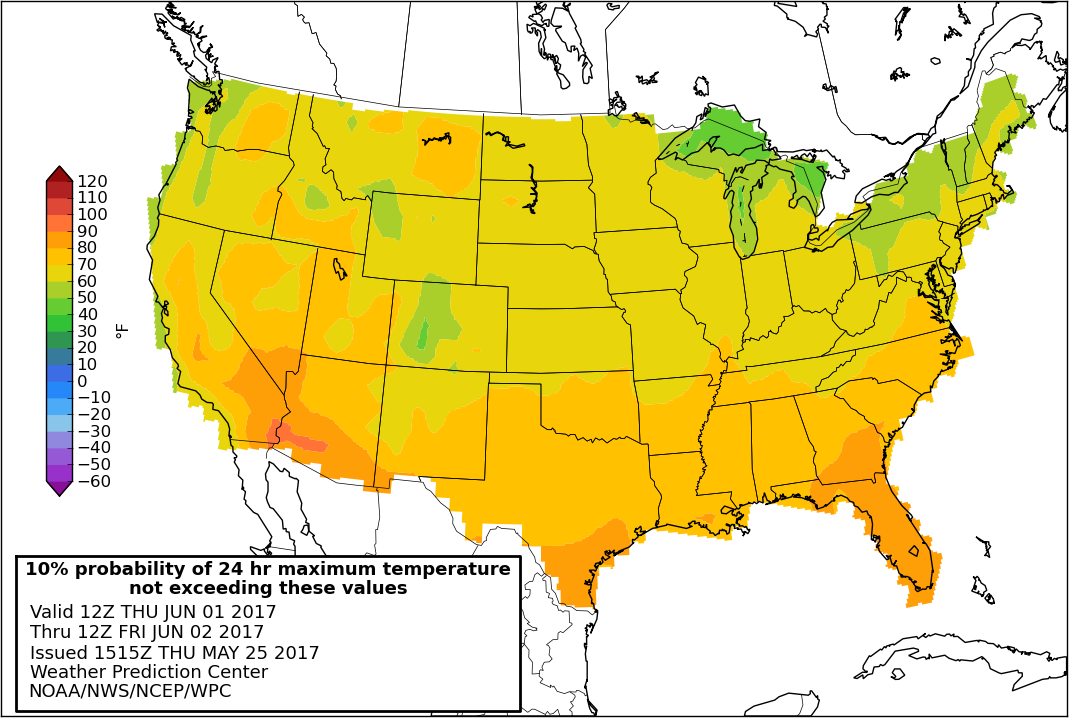 120
110
100
90
80
70
60
50
40
30
20
10
0
−10
−20
−30
−40
−50
−60
°F
10% probability of 24 hr maximum temperature
not exceeding these values
Valid 12Z THU JUN 01 2017
Thru 12Z FRI JUN 02 2017
Issued 1515Z THU MAY 25 2017
Weather Prediction Center
NOAA/NWS/NCEP/WPC